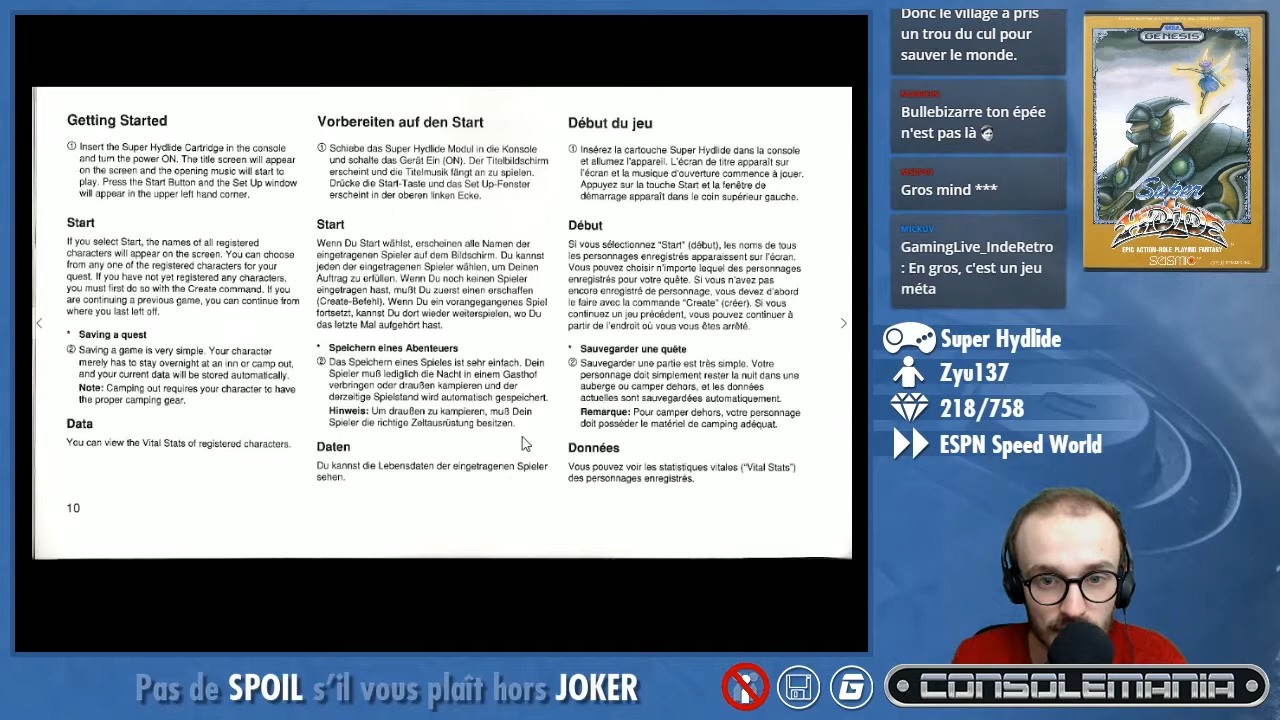 Getting Started
① Insert the Super Hydlide Cartridge in the console
and turn the power ON. The title screen will appear
on the screen and the opening music will start to
play. Press the Start Button and the Set Up window
will appear in the upper left hand corner.
Start
If you select Start, the names of all registered
characters will appear on the screen. You can choose
from any one of the registered characters for your
quest. If you have not yet registered any characters,
you must first do so with the Create command. If you
are continuing a previous game, you can continue from
where you last left off.
* Saving a quest
② Saving a game is very simple. Your character
merely has to stay overnight at an inn or camp out,
and your current data will be stored automatically.
Note: Camping out requires your character to have
the proper camping gear.
Data
You can view the Vital Stats of registered characters.
10
Vorbereiten auf den Start
① Schiebe das Super Hydlide Modul in die Konsole
und schalte das Gerät Ein (ON). Der Titelbildschirm
erscheint und die Titelmusik fängt an zu spielen.
Drücke die Start-Taste und das Set Up-Fenster
erscheint in der oberen linken Ecke.
Start
Wenn Du Start wählst, erscheinen alle Namen der
eingetragenen Spieler auf dem Bildschirm. Du kannst
jeden der eingetragenen Spieler wählen, um Deinen
Auftrag zu erfüllen. Wenn Du noch keinen Spieler
eingetragen hast, mußt Du zuerst einen erschaffen
(Create-Befehl). Wenn Du ein vorangegangenes Spiel
fortsetzt, kannst Du dort wieder weiterspielen, wo Du
das letzte Mal aufgehört hast.
* Speichern eines Abenteuers
② Das Speichern eines Spieles ist sehr einfach. Dein
Spieler muß lediglich die Nacht in einem Gasthof
verbringen oder draußen kampieren und der
derzeitige Spielstand wird automatisch gespeichert.
Hinweis: Um draußen zu kampieren, muß Dein
Spieler die richtige Zeltausrüstung besitzen.
Daten
Du kannst die Lebensdaten der eingetragenen Spieler
sehen.
Début du jeu
① Insérez la cartouche Super Hydlide dans la console
et allumez l'appareil. L'écran de titre apparaît sur
l'écran et la musique d'ouverture commence à jouer.
Appuyez sur la touche Start et la fenêtre de
démarrage apparaît dans le coin supérieur gauche.
Début
Si vous sélectionnez "Start" (début), les noms de tous
les personnages enregistrés apparaissent sur l'écran.
Vous pouvez choisir n'importe lequel des personnages
enregistrés pour votre quête. Si vous n'avez pas
encore enregistré de personnage, vous devez d'abord
le faire avec la commande "Create" (créer). Si vous
continuez un jeu précédent, vous pouvez continuer à
partir de l'endroit où vous vous êtes arrêté.
* Sauvegarder une quête
② Sauvegarder une partie est très simple. Votre
personnage doit simplement rester la nuit dans une
auberge ou camper dehors, et les données
actuelles sont sauvegardées automatiquement.
Remarque: Pour camper dehors, votre personnage
doit posséder le matériel de camping adéquat.
Données
Vous pouvez voir les statistiques vitales ("Vital Stats")
des personnages enregistrés.
Donc le village a pris
un trou du cul pour
sauver le monde.
Bullebizarre ton épée
n'est pas là
Gros mind ***
MICKUV
GamingLive_IndeRetro
: En gros, c'est un jeu
méta
SEGA
GENESIS
Super
HYDLIDE
EPIC ACTION-ROLE PLAYING FANTASY
SEISMIC
Super Hydlide
Zyu137
218/758
ESPN Speed World
Pas de SPOIL s'il vous plaît hors JOKER
G
CONSOLEMANIA